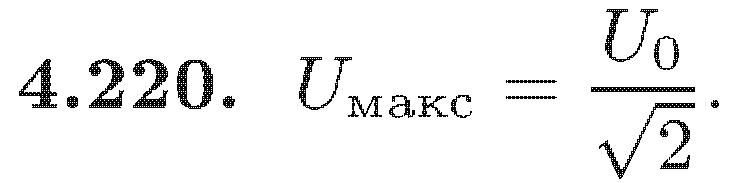 4.220. U_макс = U_0/√2.